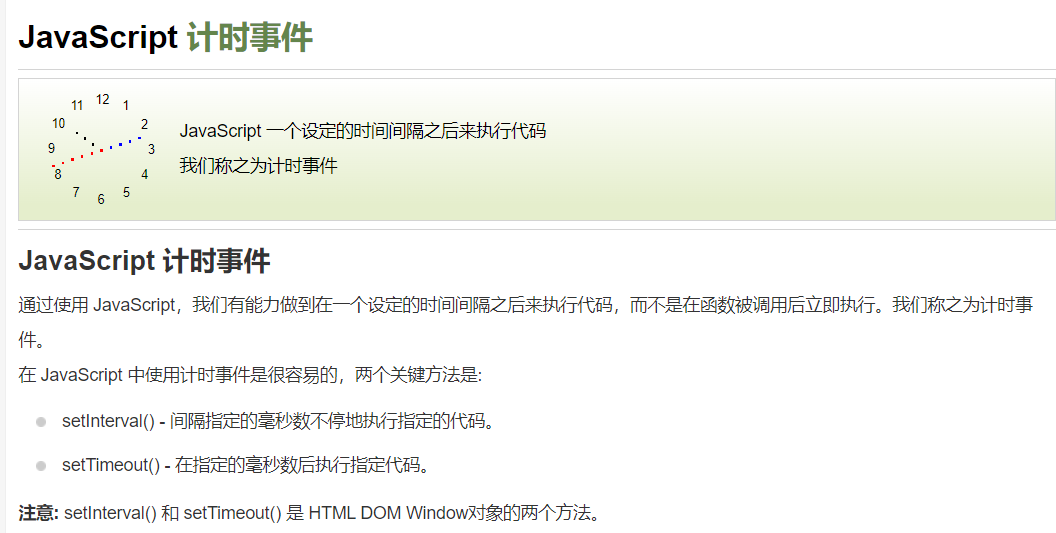 JavaScript 计时事件
12
11
1
10
2
9
3
8
4
7
5
6
JavaScript 一个设定的时间间隔之后来执行代码
我们称之为计时事件
JavaScript 计时事件
通过使用 JavaScript，我们有能力做到在一个设定的时间间隔之后来执行代码，而不是在函数被调用后立即执行。我们称之为计时事
件。
在 JavaScript 中使用计时事件是很容易的，两个关键方法是:
setInterval() - 间隔指定的毫秒数不停地执行指定的代码。
setTimeout() - 在指定的毫秒数后执行指定代码。
注意: setInterval() 和 setTimeout() 是 HTML DOM Window对象的两个方法。